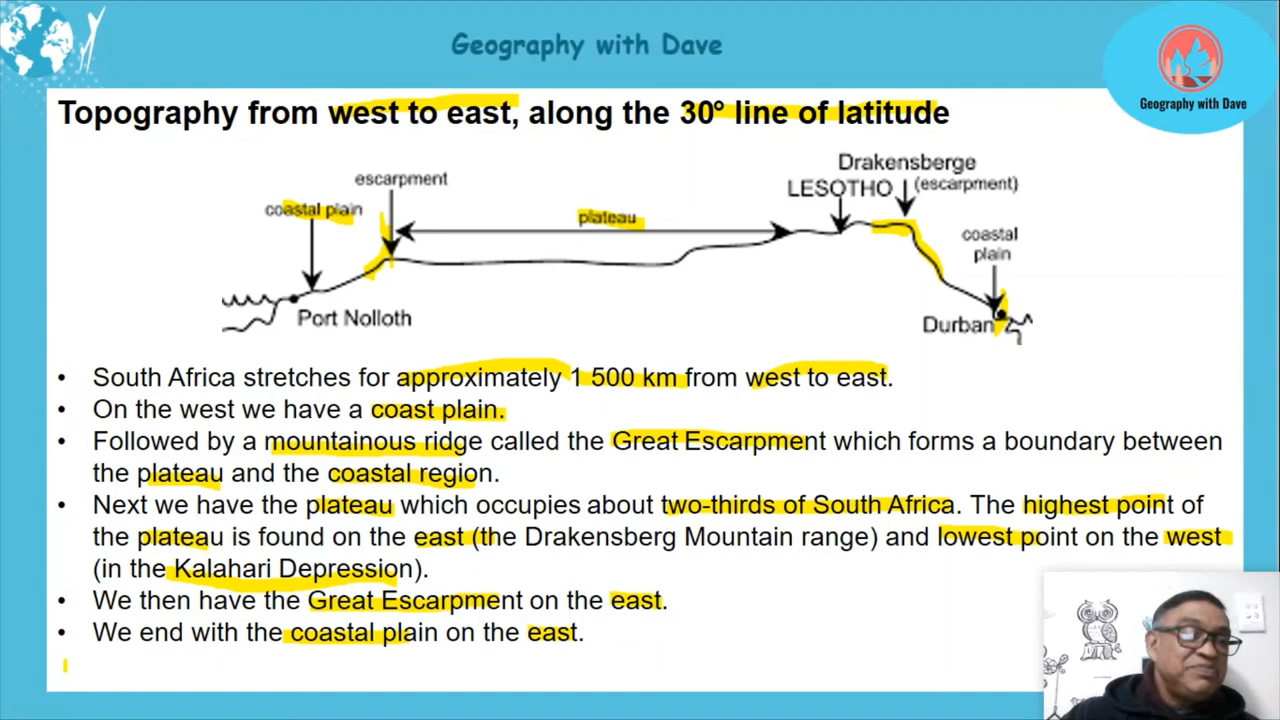 Geography with Dave
Geography with Dave
Topography from west to east, along the 30° line of latitude
Drakensberge
escarpment
LESOTHO
(escarpment)
coastal plain
plateau
coastal
plain
Port Nolloth
Durban
• South Africa stretches for approximately 1 500 km from west to east.
• On the west we have a coast plain.
• Followed by a mountainous ridge called the Great Escarpment which forms a boundary between
the plateau and the coastal region.
• Next we have the plateau which occupies about two-thirds of South Africa. The highest point of
the plateau is found on the east (the Drakensberg Mountain range) and lowest point on the west
(in the Kalahari Depression).
• We then have the Great Escarpment on the east.
• We end with the coastal plain on the east.